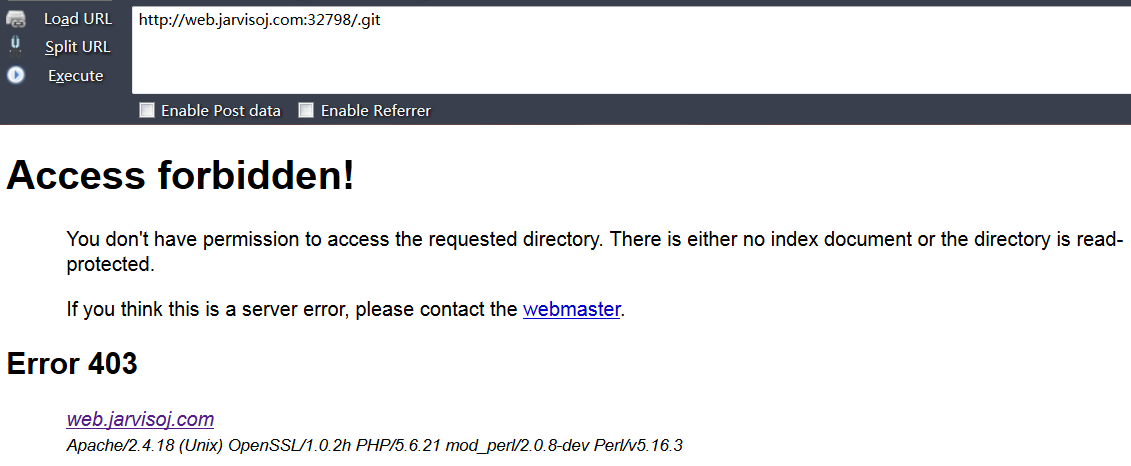 Load URL http://web.jarvisoj.com:32798/.git
Split URL
Execute
Enable Post data Enable Referrer
Access forbidden!
You don't have permission to access the requested directory. There is either no index document or the directory is read-
protected.
If you think this is a server error, please contact the webmaster.
Error 403
web.jarvisoj.com
Apache/2.4.18 (Unix) OpenSSL/1.0.2h PHP/5.6.21 mod_perl/2.0.8-dev Perl/v5.16.3